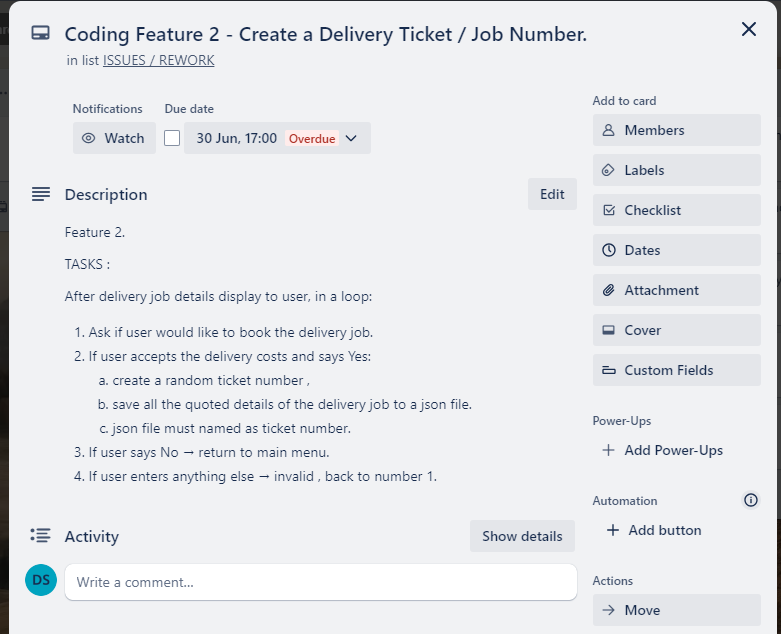 Coding Feature 2 - Create a Delivery Ticket / Job Number.
in list ISSUES / REWORK
Notifications
Due date
Watch
30 Jun, 17:00 Overdue
Description
Edit
Feature 2.
TASKS :
After delivery job details display to user, in a loop:
1. Ask if user would like to book the delivery job.
2. If user accepts the delivery costs and says Yes:
a. create a random ticket number ,
b. save all the quoted details of the delivery job to a json file.
c. json file must named as ticket number.
3. If user says No → return to main menu.
4. If user enters anything else → invalid , back to number 1.
Activity
Show details
DS
Write a comment...
Add to card
Members
Labels
Checklist
Dates
Attachment
Cover
Custom Fields
Power-Ups
+ Add Power-Ups
Automation
+ Add button
Actions
→ Move